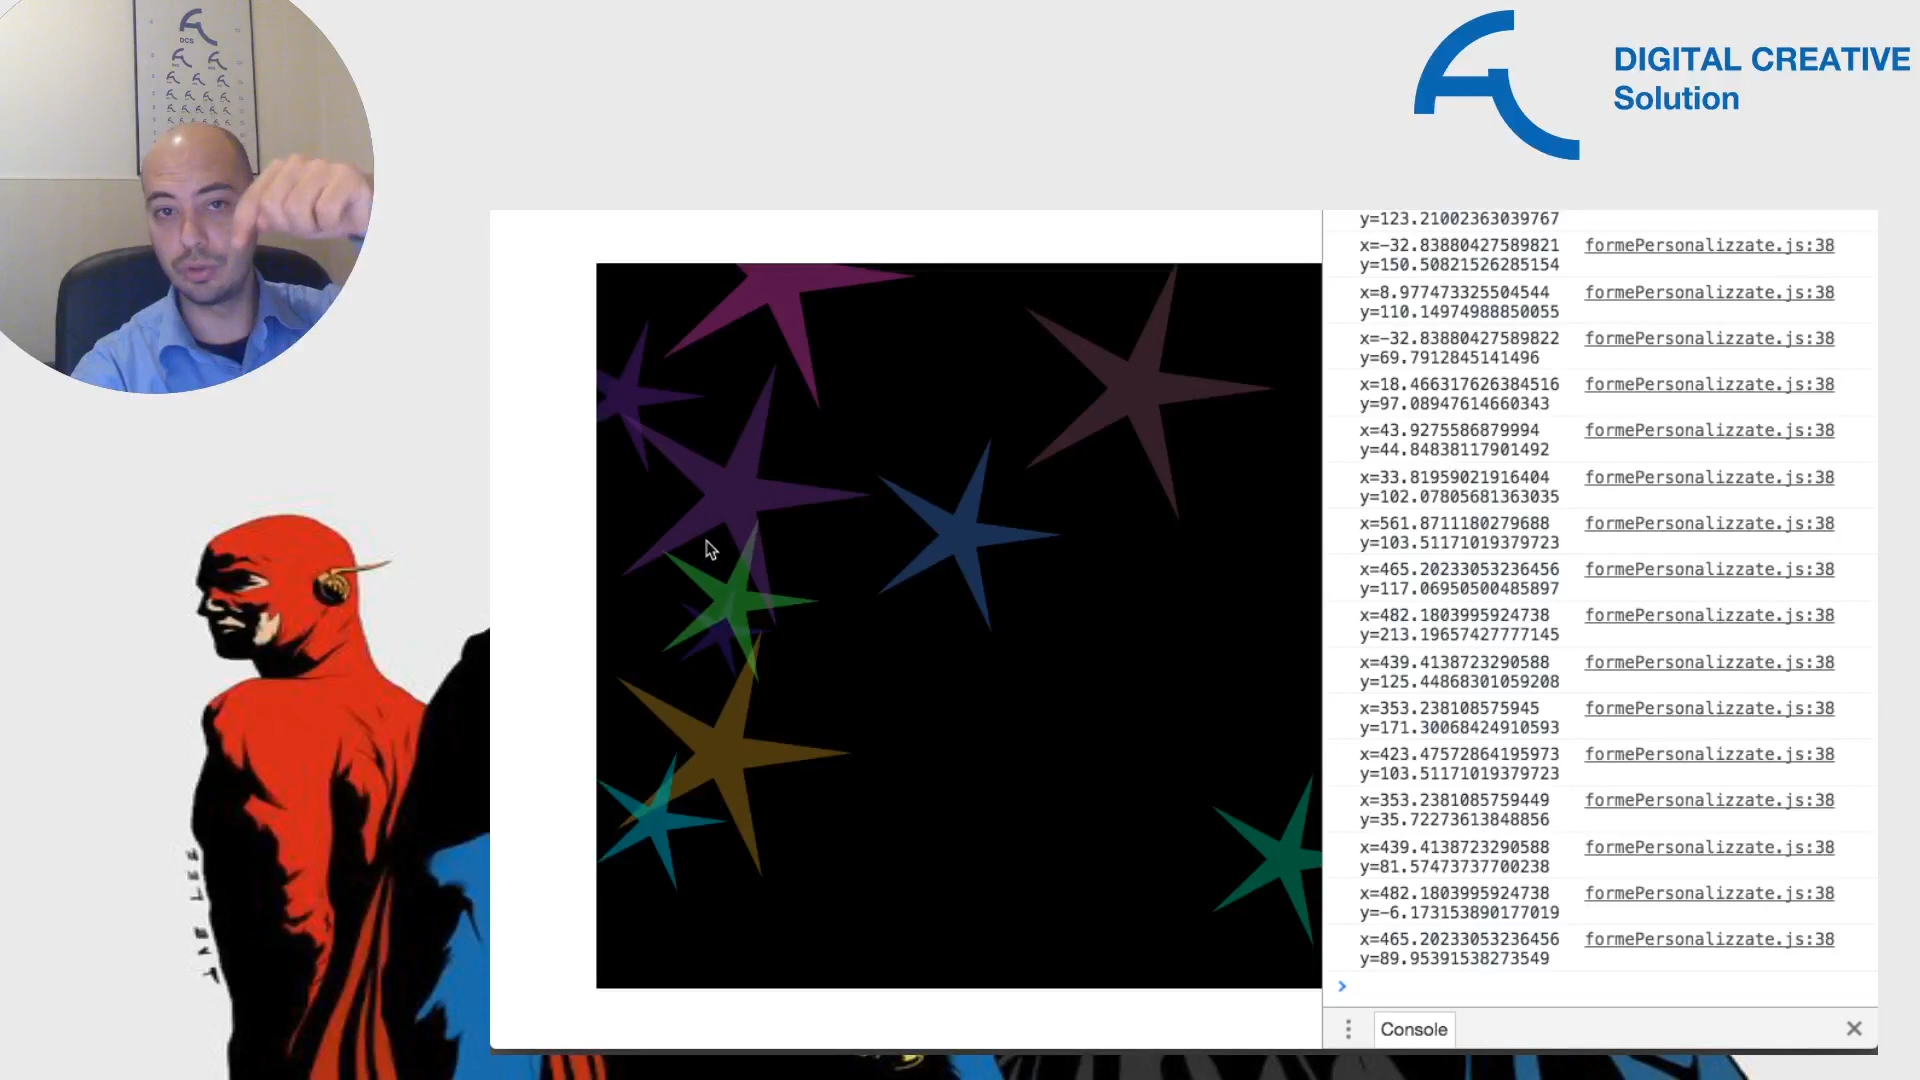 DCS
DIGITAL CREATIVE
Solution
y=123.21002363039767
x=-32.83880427589821 formePersonalizzate.js:38
y=150.50821526285154
x=8.977473325504544 formePersonalizzate.js:38
y=110.14974988850055
x=-32.83880427589822 formePersonalizzate.js:38
y=69.7912845141496
x=18.466317626384516 formePersonalizzate.js:38
y=97.08947614660343
x=43.9275586879994 formePersonalizzate.js:38
y=44.84838117901492
x=33.81959021916404 formePersonalizzate.js:38
y=102.07805681363035
x=561.8711180279688 formePersonalizzate.js:38
y=103.51171019379723
x=465.20233053236456 formePersonalizzate.js:38
y=117.06950500485897
x=482.1803995924738 formePersonalizzate.js:38
y=213.19657427777145
x=439.4138723290588 formePersonalizzate.js:38
y=125.44868301059208
x=353.238108575945 formePersonalizzate.js:38
y=171.30068424910593
x=423.47572864195973 formePersonalizzate.js:38
y=103.51171019379723
x=353.2381085759449 formePersonalizzate.js:38
y=35.72273613848856
x=439.4138723290588 formePersonalizzate.js:38
y=81.57473737700238
x=482.1803995924738 formePersonalizzate.js:38
y=-6.173153890177019
x=465.20233053236456 formePersonalizzate.js:38
y=89.95391538273549
Console